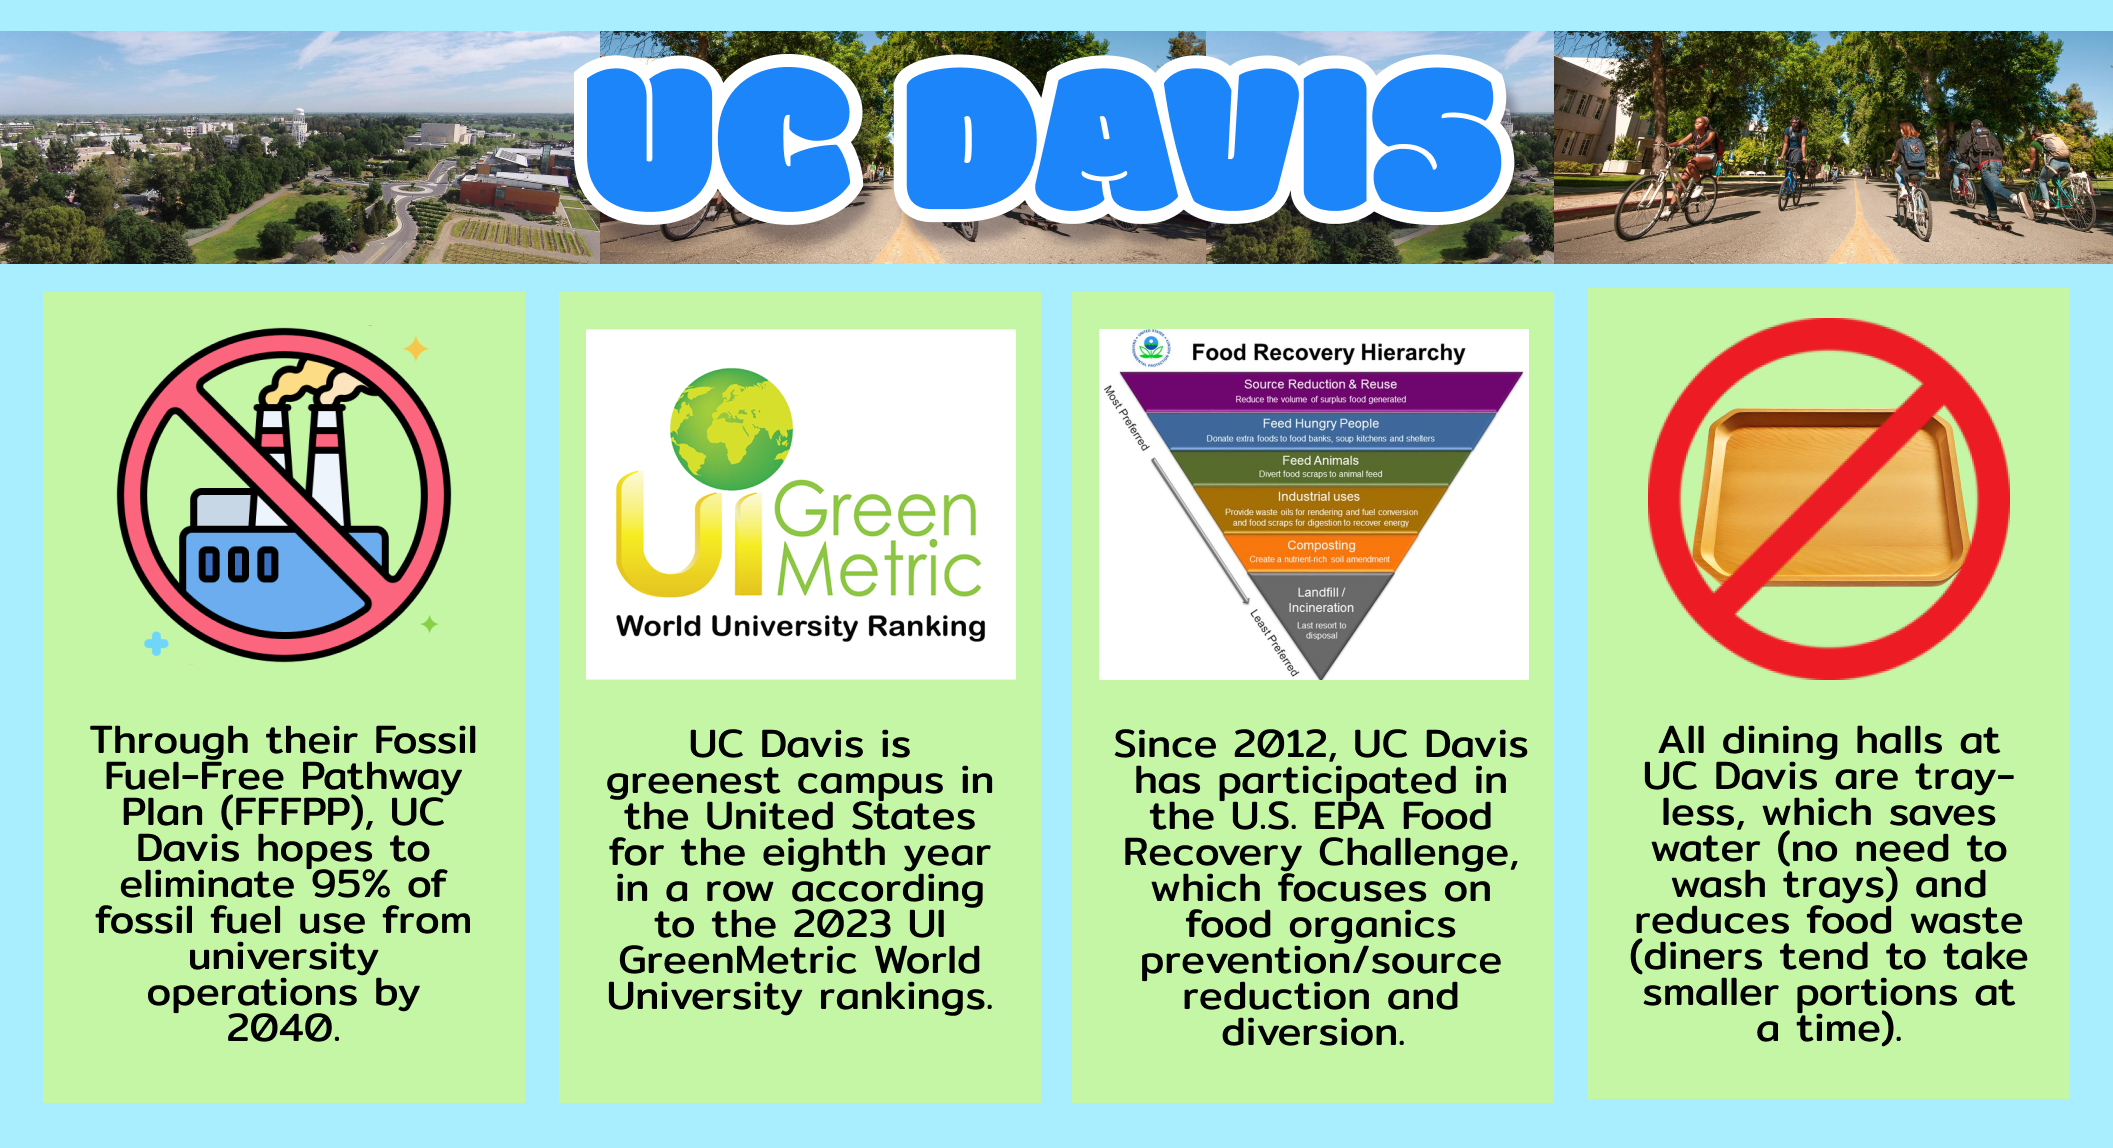 UC DAVIS
Through their Fossil
Fuel-Free Pathway
Plan (FFFPP), UC
Davis hopes to
eliminate 95% of
fossil fuel use from
university
operations by
2040.
UI Green
Metric
World University Ranking
UC Davis is
greenest campus in
the United States
for the eighth year
in a row according
to the 2023 UI
GreenMetric World
University rankings.
Food Recovery Hierarchy
Most Preferred
Source Reduction & Reuse
Reduce the volume of surplus food generated
Feed Hungry People
Donate extra foods to food banks, soup kitchens and shelters
Feed Animals
Divert food scraps to animal feed
Industrial uses
Provide waste oils for rendering and fuel conversion
and food scraps for digestion to recover energy
Composting
Create a nutrient-rich soil amendment
Landfill /
Incineration
Last resort to
disposal
Least Preferred
Since 2012, UC Davis
has participated in
the U.S. EPA Food
Recovery Challenge,
which focuses on
food organics
prevention/source
reduction and
diversion.
All dining halls at
UC Davis are tray-
less, which saves
water (no need to
wash trays) and
reduces food waste
(diners tend to take
smaller portions at
a time).